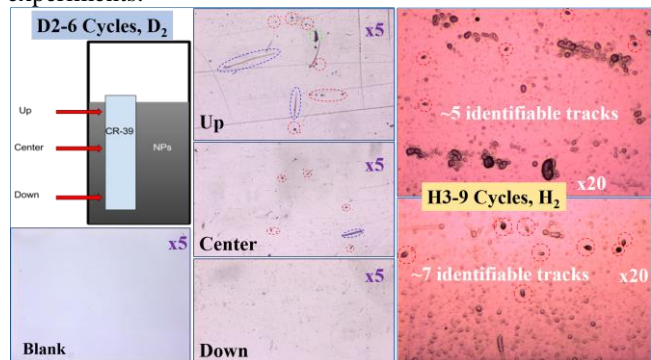 experiments.
D2-6 Cycles, D2
Up
Center
Down
CR-39
NPs
x5
Blank
x5
Up
x5
Center
x5
Down
~5 identifiable tracks
x20
H3-9 Cycles, H2
~7 identifiable tracks
x20